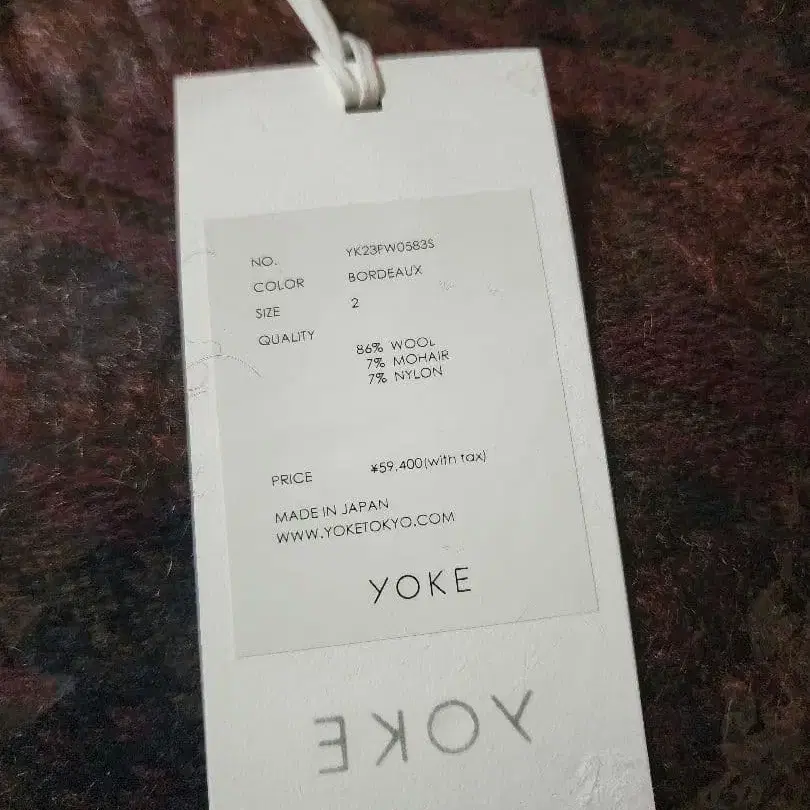 NO. YK23FW0583S
COLOR BORDEAUX
SIZE 2
QUALITY
86% WOOL
7% MOHAIR
7% NYLON
PRICE ¥59,400(with tax)
MADE IN JAPAN
WWW.YOKETOKYO.COM
YOKE
YOKE